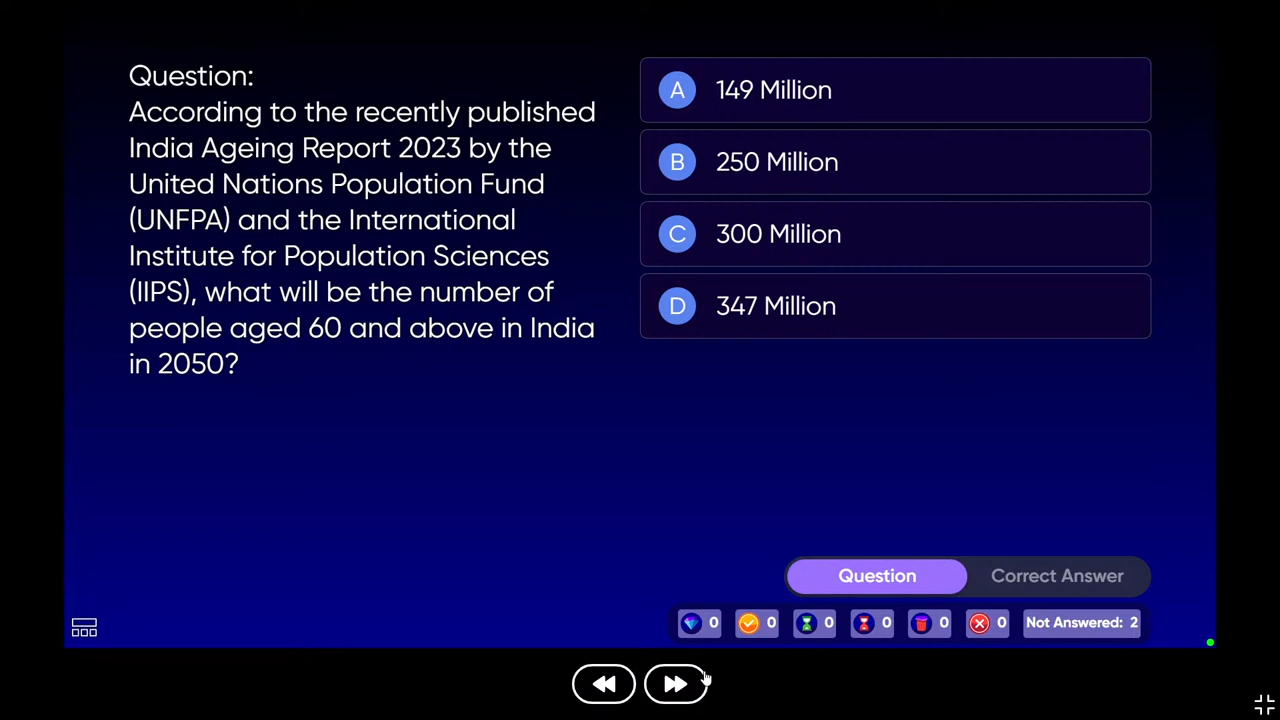 Question:
According to the recently published
India Ageing Report 2023 by the
United Nations Population Fund
(UNFPA) and the International
Institute for Population Sciences
(IIPS), what will be the number of
people aged 60 and above in India
in 2050?
A 149 Million
B 250 Million
C 300 Million
D 347 Million
Question Correct Answer
0 0 0 0 0 0 Not Answered: 2